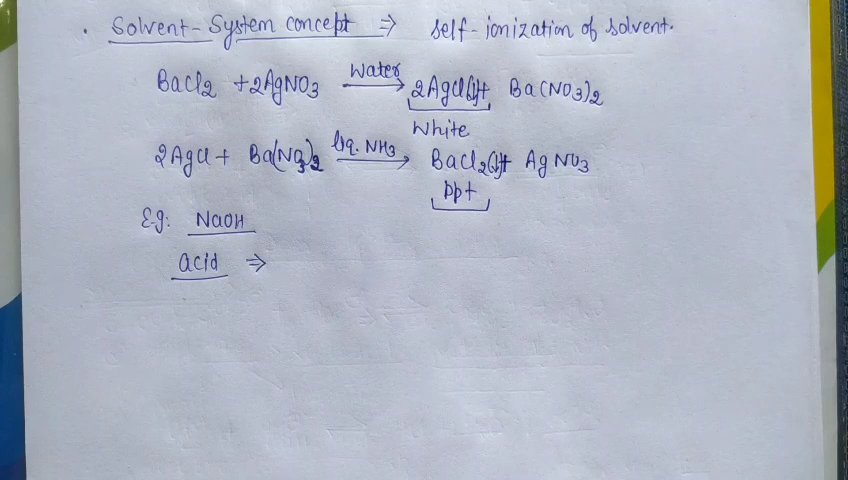 . Solvent-System concept ⇒ self-ionization of solvent.
BaCl2 + 2AgNO3 water → 2AgCl(↓)+ Ba(NO3)2
White
2AgCl + Ba(NO3)2 liq. NH3 → BaCl2(↓)+ AgNO3
ppt
E.g: NaOH
acid ⇒